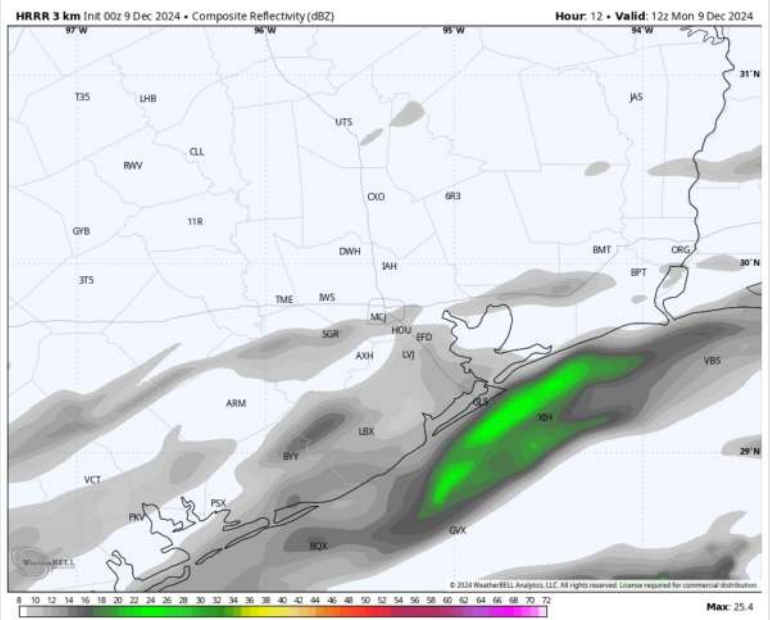 HRRR 3 km Init 00z 9 Dec 2024 • Composite Reflectivity (dBZ) Hour: 12 • Valid: 12z Mon 9 Dec 2024
97°W 96°W 95°W 94°W
31°N
T35 LHB JAS
UTS
CLL
RWV
CXO 6R3
11R
GYB
DWH BMT ORG
30°N
IAH
BPT
3T5
TME IWS
MCJ
SGR HOU EFD
AXH LVJ VBS
ARM GLS
XIH
LBX
29°N
BYY
VCT
PSX
PKV
GVX
BQX
WeatherBELL
© 2024 WeatherBELL Analytics, LLC. All rights reserved. License required for commercial distribution.
8 10 12 14 16 18 20 22 24 26 28 30 32 34 36 38 40 42 44 46 48 50 52 54 56 58 60 62 64 66 68 70 72
Max: 25.4